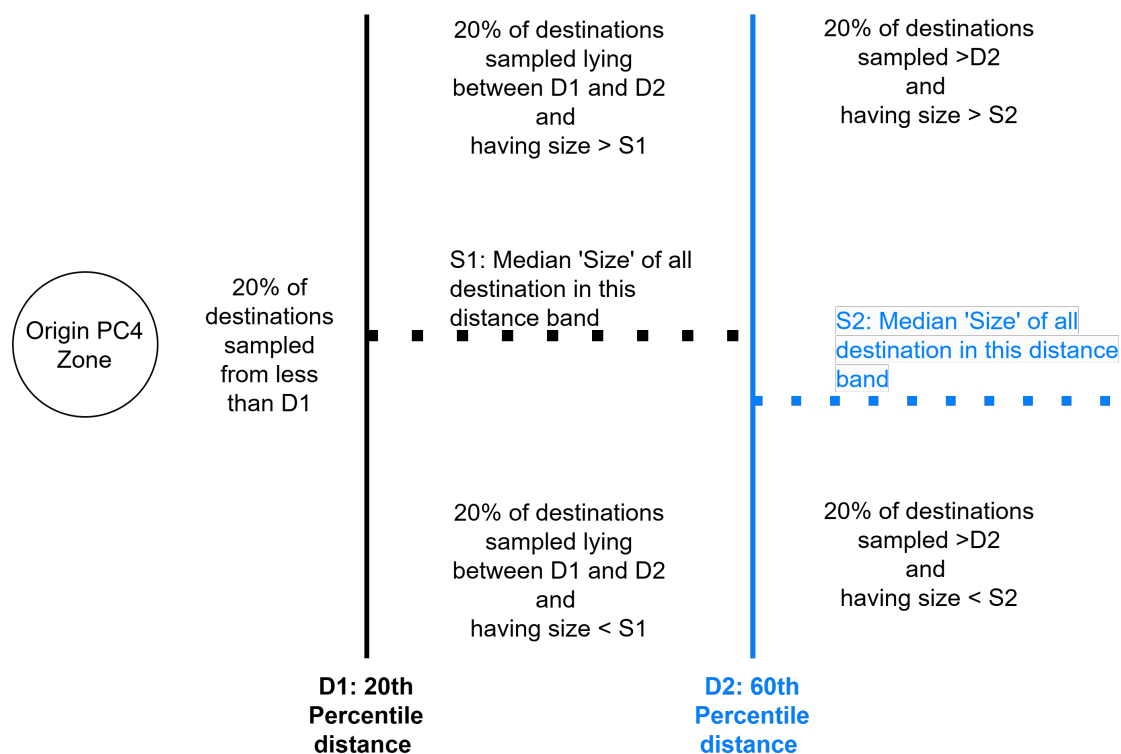 Origin PC4
Zone
20% of
destinations
sampled
from less
than D1
20% of destinations
sampled lying
between D1 and D2
and
having size > S1
S1: Median 'Size' of all
destination in this
distance band
20% of destinations
sampled lying
between D1 and D2
and
having size < S1
20% of destinations
sampled >D2
and
having size > S2
S2: Median 'Size' of all
destination in this distance
band
20% of destinations
sampled >D2
and
having size < S2
D1: 20th
Percentile
distance
D2: 60th
Percentile
distance